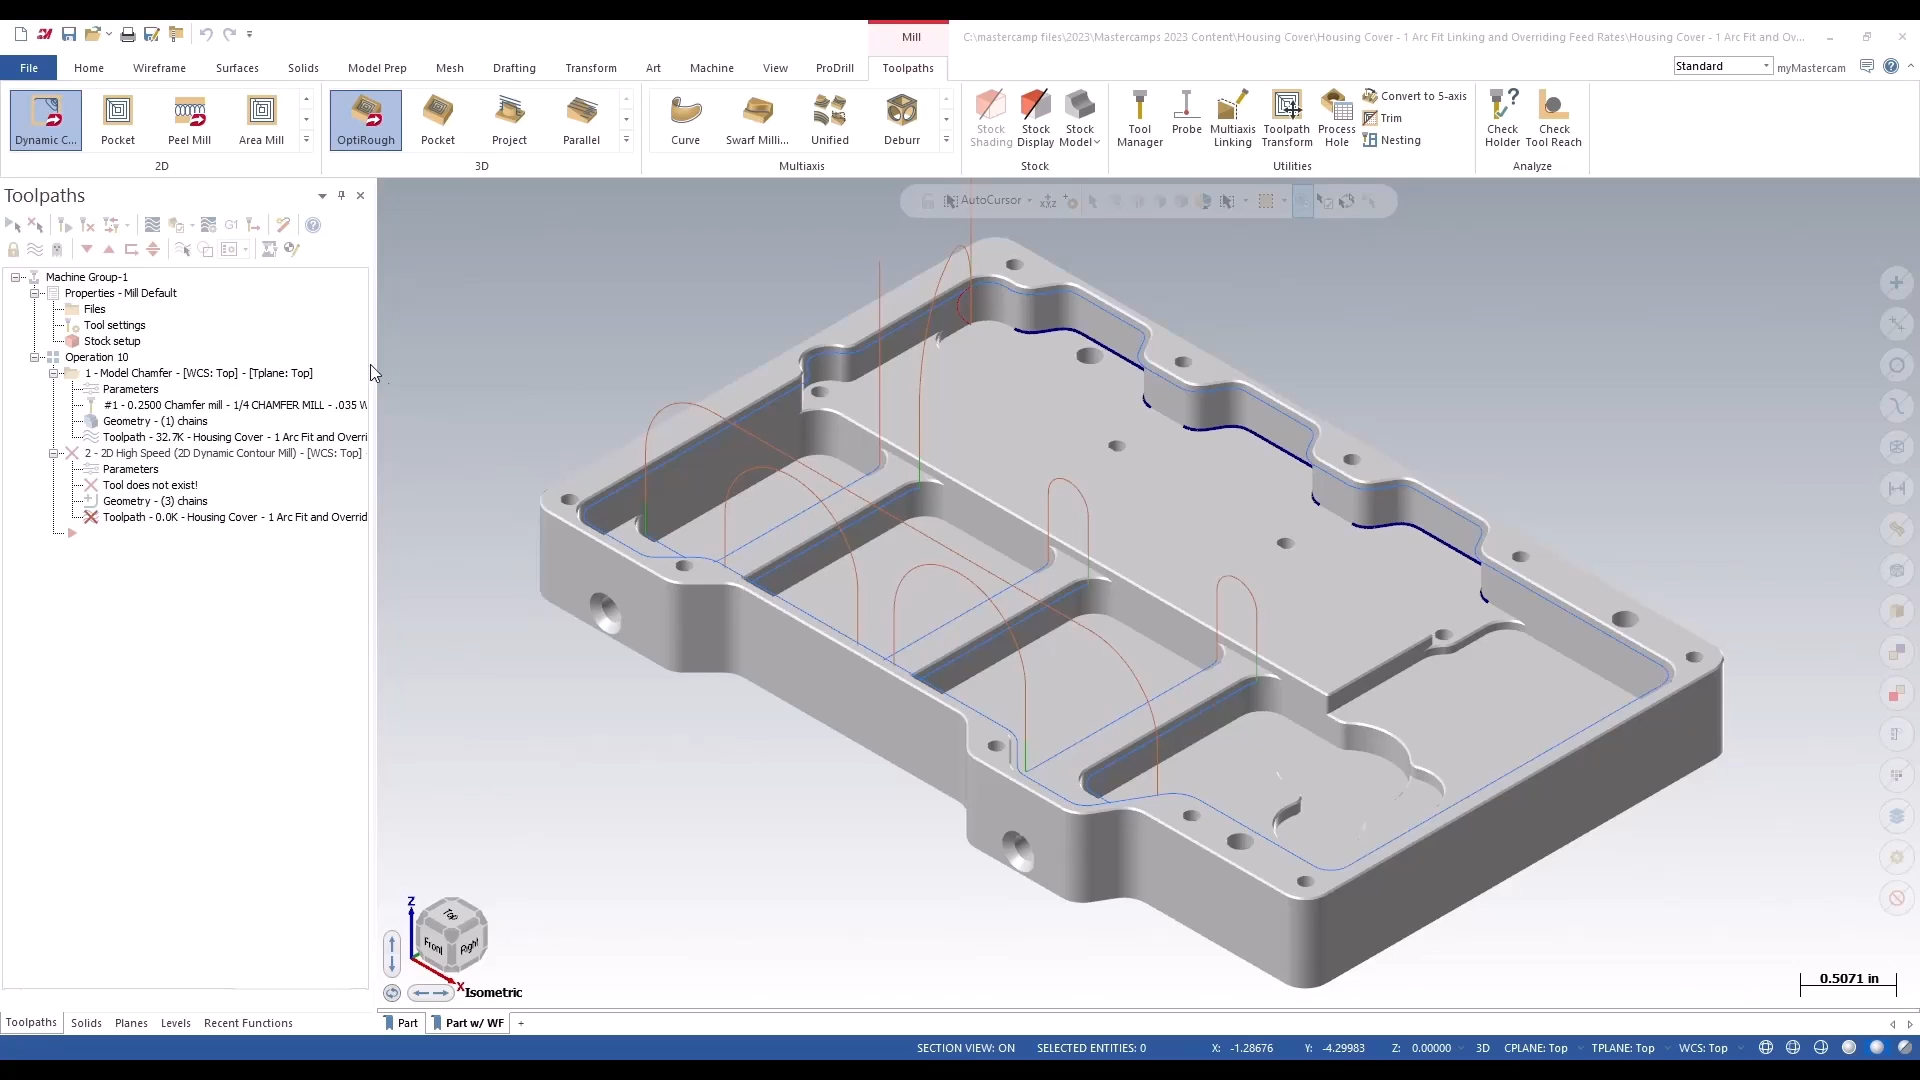 Mill
C:\mastercamp files\2023\Mastercamps 2023 Content\Housing Cover\Housing Cover - 1 Arc Fit Linking and Overriding Feed Rates\Housing Cover - 1 Arc Fit and Ov...
File Home Wireframe Surfaces Solids Model Prep Mesh Drafting Transform Art Machine View ProDrill Toolpaths
Standard
myMastercam
Dynamic C... Pocket Peel Mill Area Mill
2D
OptiRough Pocket Project Parallel
3D
Curve Swarf Milli... Unified Deburr
Multiaxis
Stock Shading
Stock Display
Stock Model
Stock
Tool Manager
Probe
Multiaxis Linking
Toolpath Transform
Process Hole
Convert to 5-axis
Trim
Nesting
Utilities
Check Holder
Check Tool Reach
Analyze
Toolpaths
G1
AutoCursor
Machine Group-1
Properties - Mill Default
Files
Tool settings
Stock setup
Operation 10
1 - Model Chamfer - [WCS: Top] - [Tplane: Top]
Parameters
#1 - 0.2500 Chamfer mill - 1/4 CHAMFER MILL - .035 W
Geometry - (1) chains
Toolpath - 32.7K - Housing Cover - 1 Arc Fit and Overri
2 - 2D High Speed (2D Dynamic Contour Mill) - [WCS: Top]
Parameters
Tool does not exist!
Geometry - (3) chains
Toolpath - 0.0K - Housing Cover - 1 Arc Fit and Overrid
Z
Top
Front
Right
X
Isometric
0.5071 in
Toolpaths Solids Planes Levels Recent Functions
Part
Part w/ WF
+
SECTION VIEW: ON SELECTED ENTITIES: 0 X: -1.28676 Y: -4.29983 Z: 0.00000 3D CPLANE: Top TPLANE: Top WCS: Top